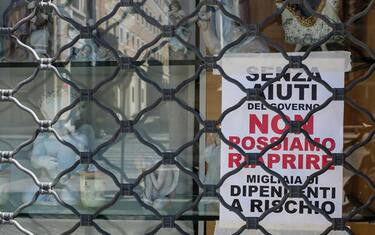 SENZA
AIUTI
DEL GOVERNO
NON
POSSIAMO
RIAPRIRE
MIGLIAIA DI
DIPENDENTI
A RISCHIO